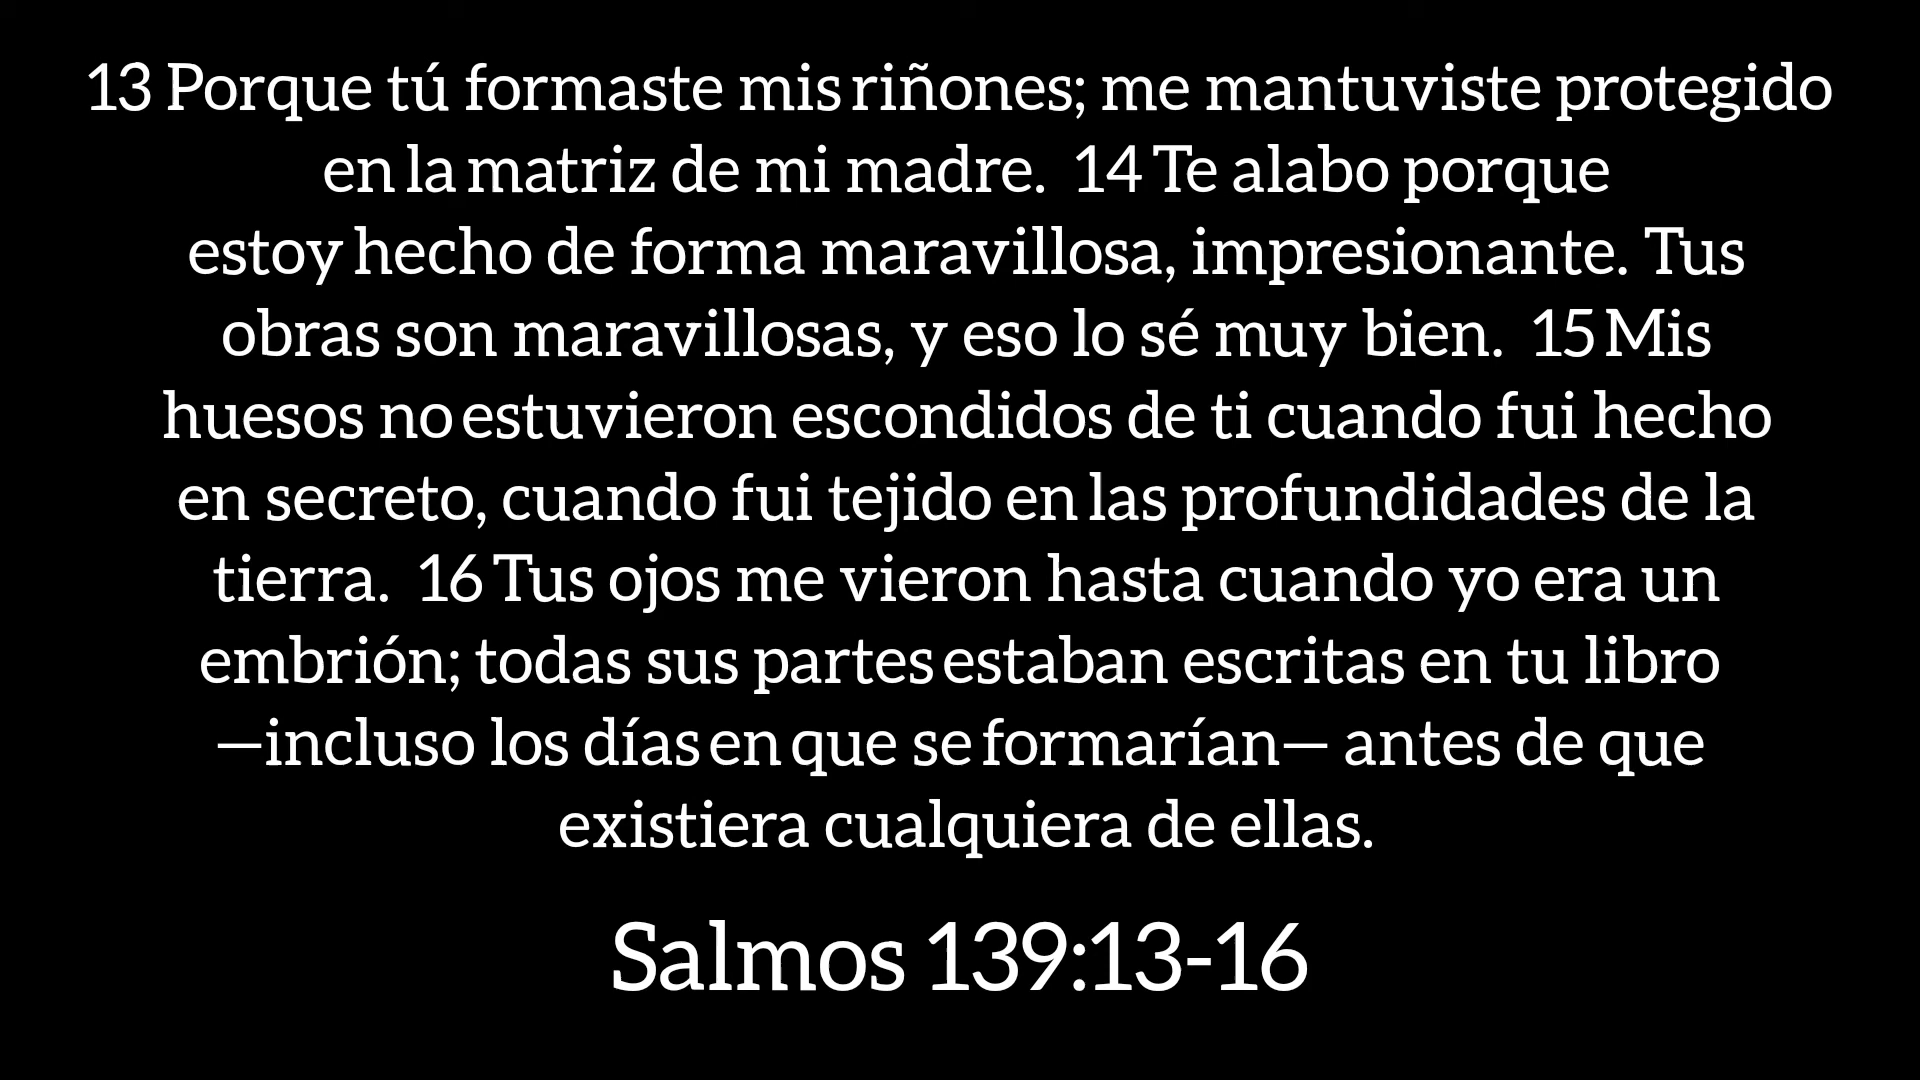 13 Porque tú formaste mis riñones; me mantuviste protegido
en la matriz de mi madre. 14 Te alabo porque
estoy hecho de forma maravillosa, impresionante. Tus
obras son maravillosas, y eso lo sé muy bien. 15 Mis
huesos no estuvieron escondidos de ti cuando fui hecho
en secreto, cuando fui tejido en las profundidades de la
tierra. 16 Tus ojos me vieron hasta cuando yo era un
embrión; todas sus partes estaban escritas en tu libro
—incluso los días en que se formarían— antes de que
existiera cualquiera de ellas.
Salmos 139:13-16